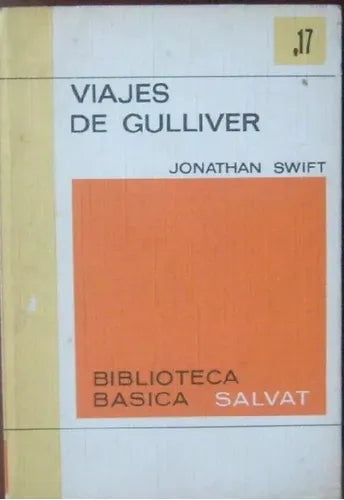 .17
VIAJES
DE GULLIVER
JONATHAN SWIFT
BIBLIOTECA
BASICA SALVAT